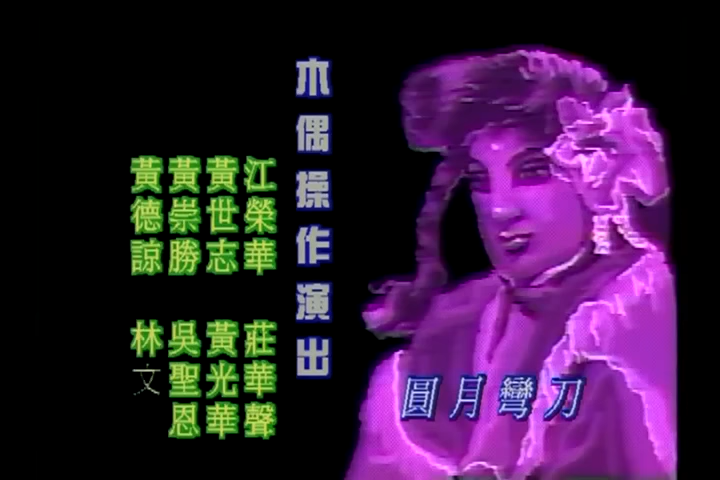 木偶操作演出
江榮華
黃世志
黃崇勝
黃德諒
莊華聲
黃光華
吳聖恩
林文
圓月彎刀